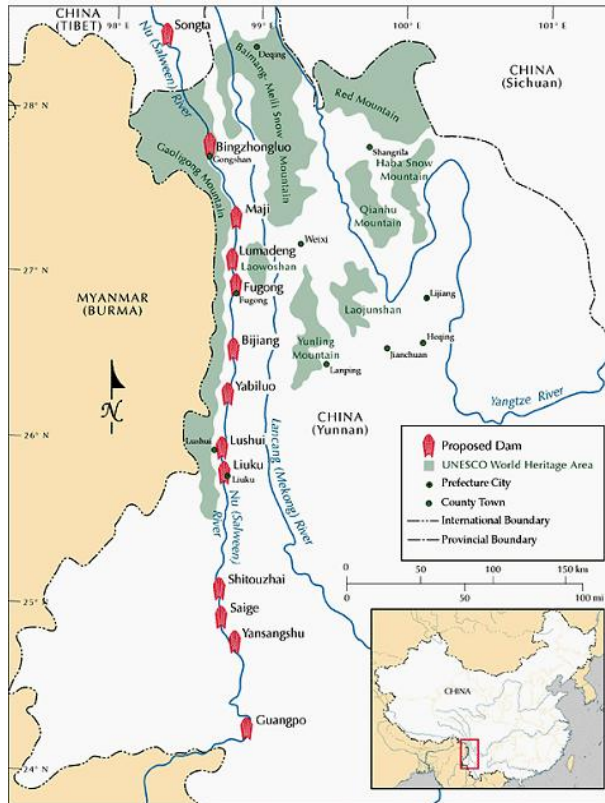 98° E
99° E
100° E
101° E
CHINA
(TIBET)
Songta
Nu (Salween) River
Deqing
Baimang-Meili Snow Mountain
CHINA
(Sichuan)
28° N
Red Mountain
Bingzhongluo
Gongshan
Gaoligong Mountain
Shangrila
Haba Snow
Mountain
Qianhu
Mountain
Maji
Weixi
27° N
Lumadeng
Laowoshan
Fugong
Fugong
MYANMAR
(BURMA)
Lijiang
Laojunshan
Heqing
Jianchuan
Bijiang
Yunling
Mountain
Lanping
Yangtze River
N
Yabiluo
CHINA
(Yunnan)
26° N
Lushui
Lushui
Liuku
Liuku
Lancang (Mekong) River
Nu (Salween)
River
Proposed Dam
UNESCO World Heritage Area
Prefecture City
County Town
International Boundary
Provincial Boundary
0
50
100
150 km
0
50
100 mi
25° N
Shitouzhai
Saige
Yansangshu
Guangpo
24° N
CHINA